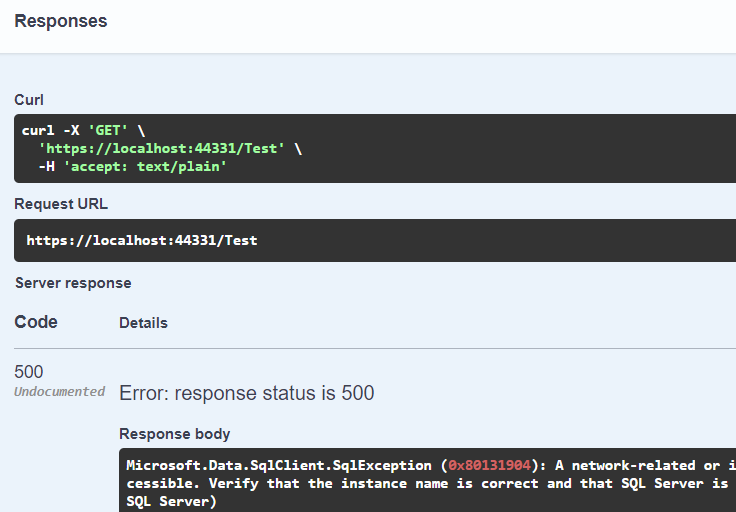 Responses
Curl
curl -X 'GET' \
'https://localhost:44331/Test' \
-H 'accept: text/plain'
Request URL
https://localhost:44331/Test
Server response
Code Details
500
Undocumented
Error: response status is 500
Response body
Microsoft.Data.SqlClient.SqlException (0x80131904): A network-related or i
cessible. Verify that the instance name is correct and that SQL Server is
SQL Server)